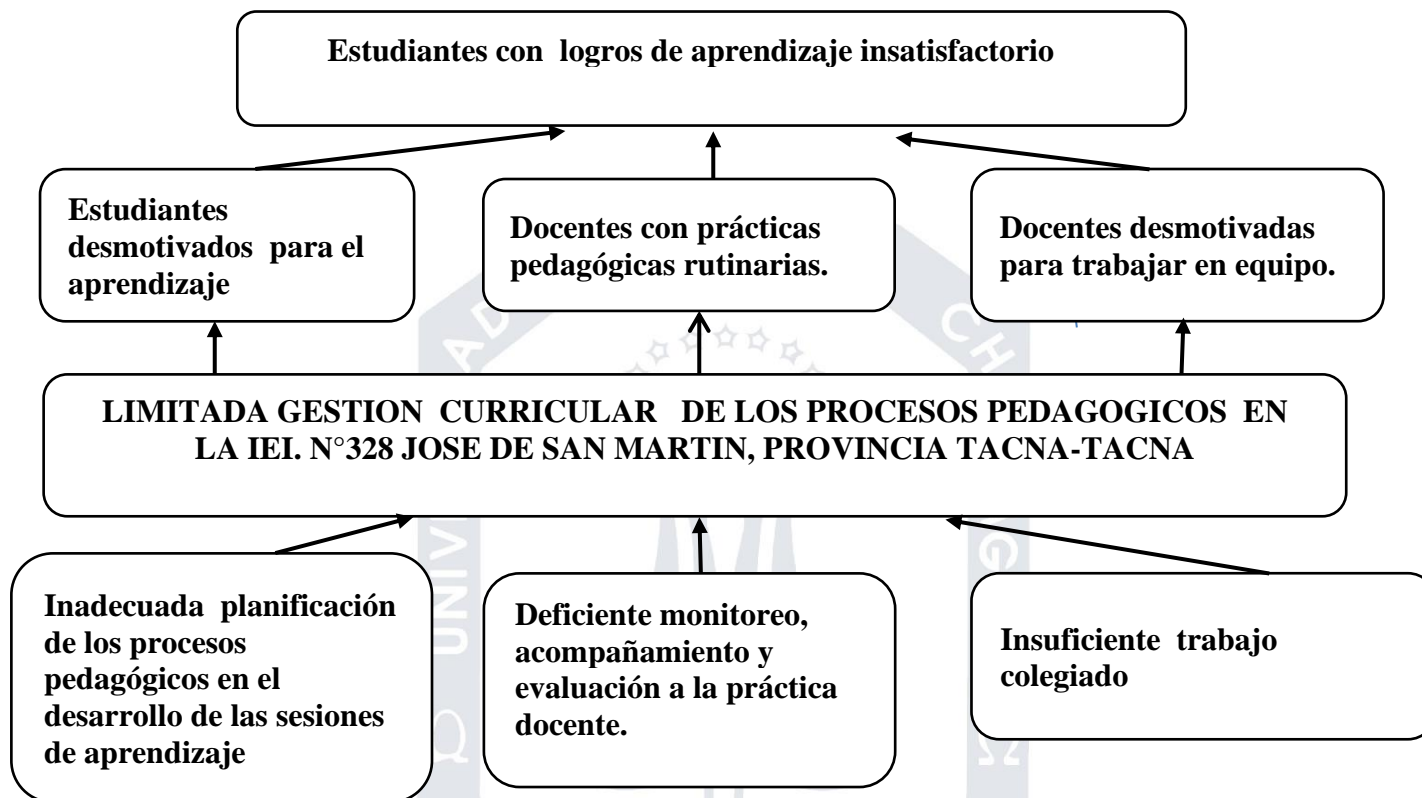 Estudiantes con logros de aprendizaje insatisfactorio
Estudiantes
desmotivados para el
aprendizaje
Docentes con prácticas
pedagógicas rutinarias.
Docentes desmotivadas
para trabajar en equipo.
LIMITADA GESTION CURRICULAR DE LOS PROCESOS PEDAGOGICOS EN
LA IEI. N°328 JOSE DE SAN MARTIN, PROVINCIA TACNA-TACNA
Inadecuada planificación
de los procesos
pedagógicos en el
desarrollo de las sesiones
de aprendizaje
Deficiente monitoreo,
acompañamiento y
evaluación a la práctica
docente.
Insuficiente trabajo
colegiado